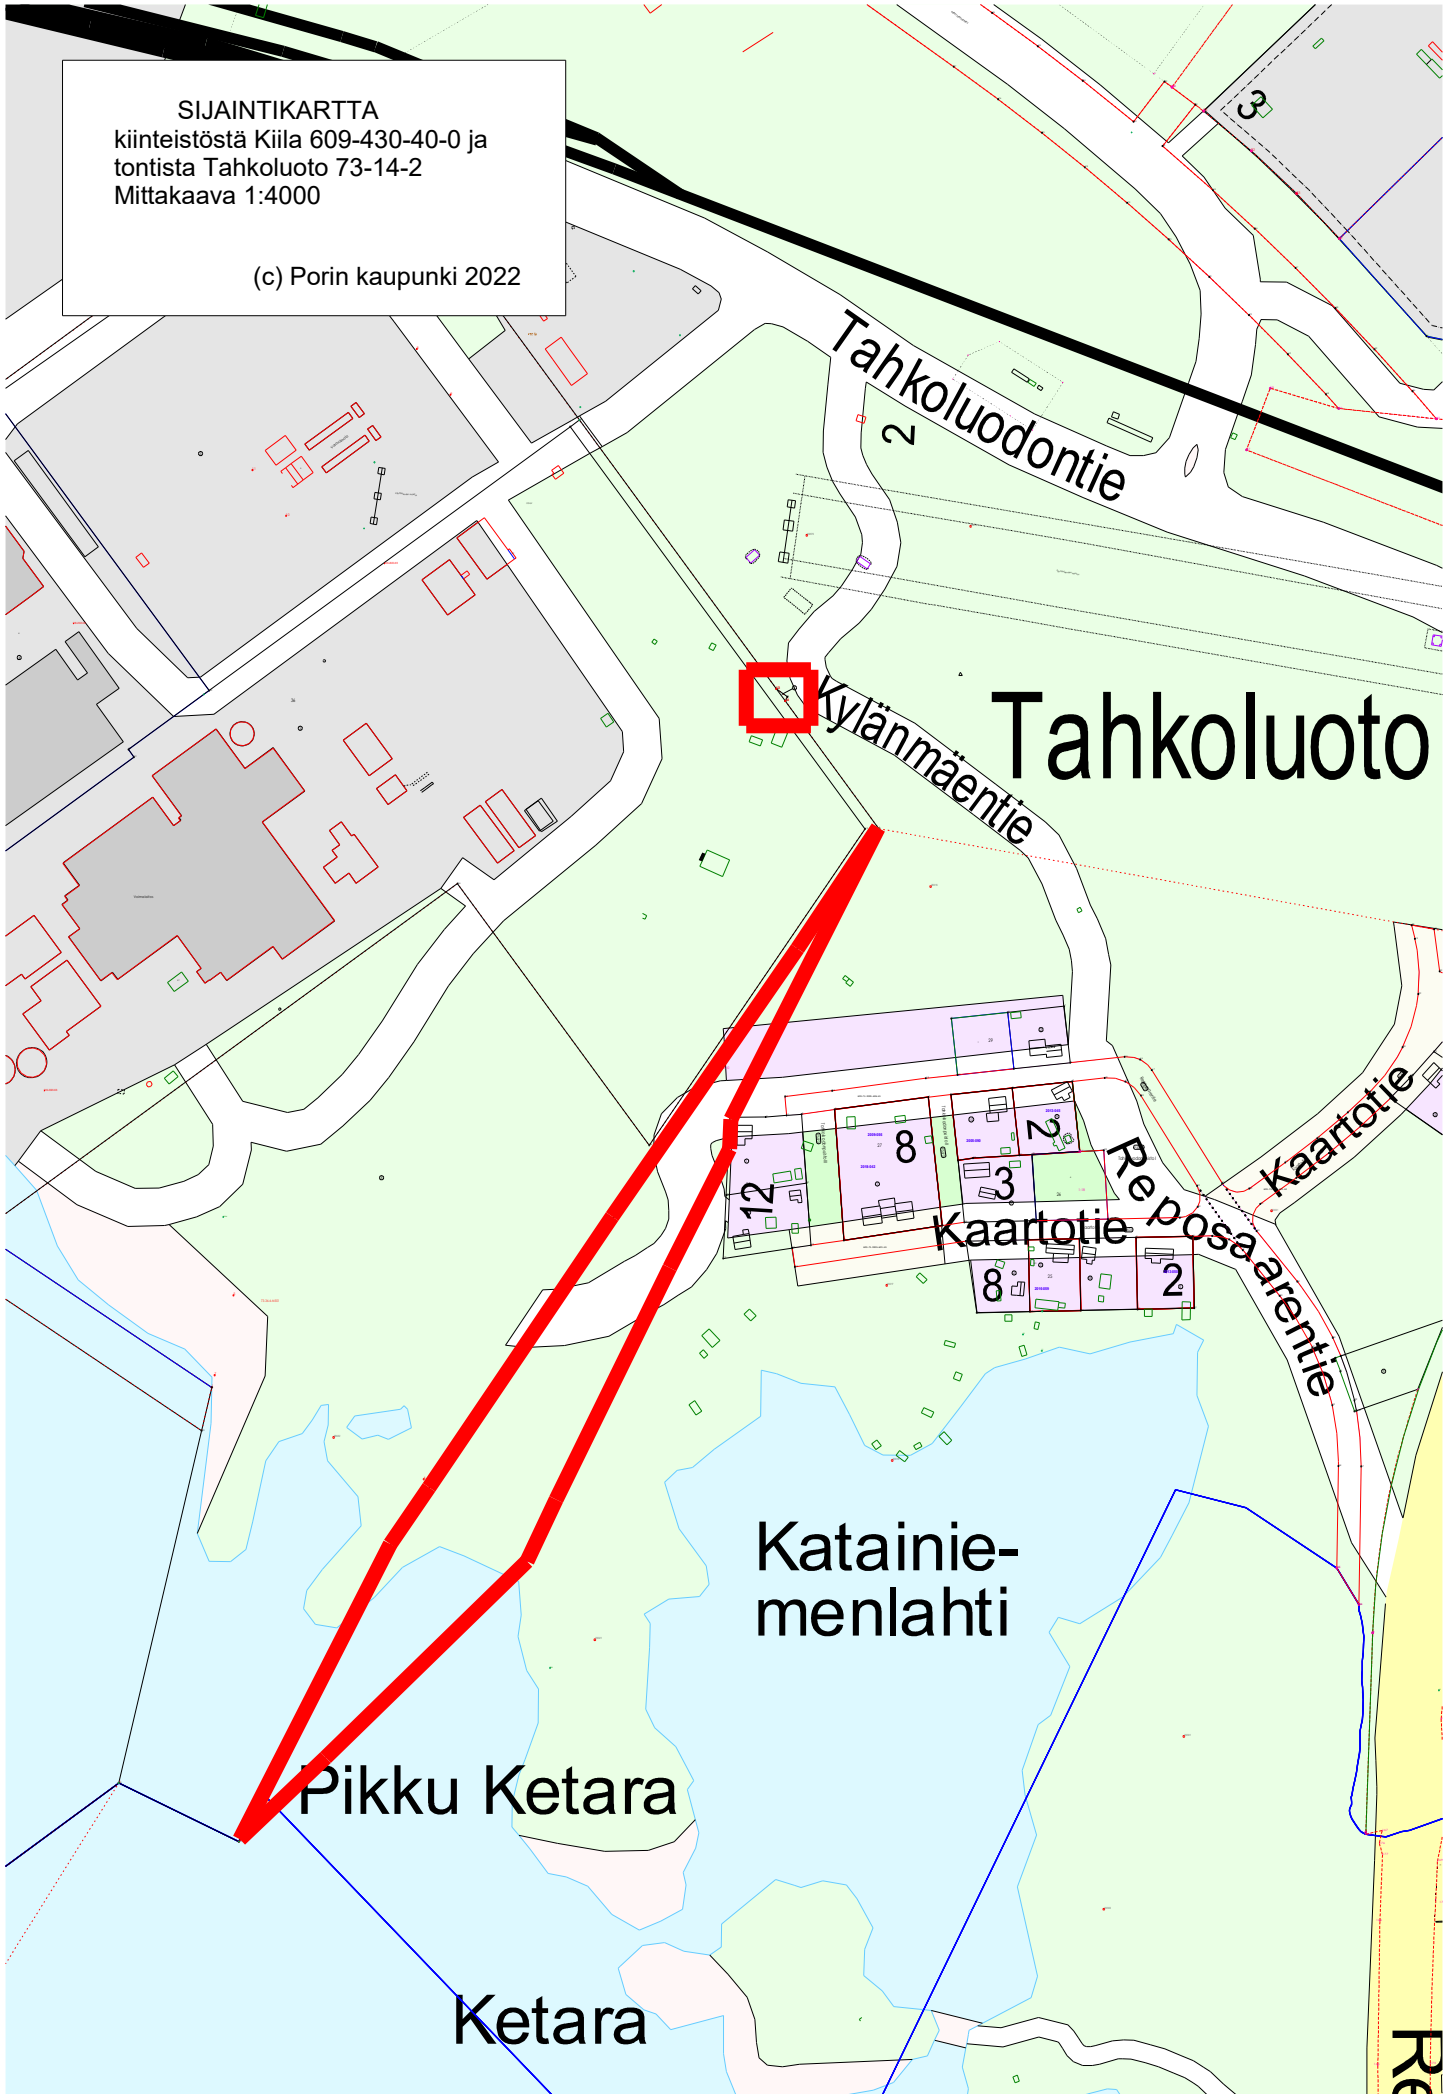 SIJAINTIKARTTA
kiinteistöstä Kiila 609-430-40-0 ja
tontista Tahkoluoto 73-14-2
Mittakaava 1:4000
(c) Porin kaupunki 2022
3
Tahkoluodontie
2
Tahkoluoto
Kylänmäentie
Kaartotie
8
2
12
3
Kaartotie
Reposaarentie
8
2
Katainie-
menlahti
Pikku Ketara
Ketara
Re